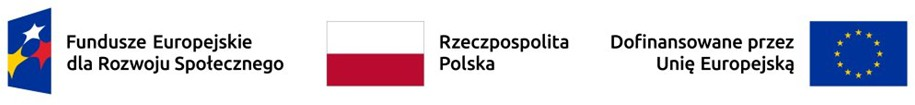 Fundusze Europejskie
dla Rozwoju Społecznego
Rzeczpospolita
Polska
Dofinansowane przez
Unię Europejską